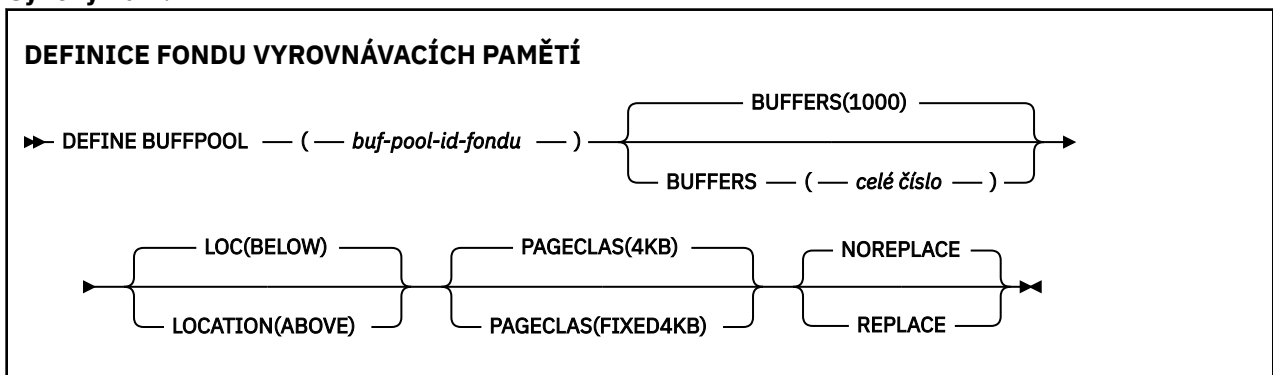 DEFINICE FONDU VYROVNÁVACÍCH PAMĚTÍ
BUFFERS(1000)
DEFINE BUFFPOOL — ( — buf-pool-id-fondu — )
BUFFERS — ( — celé číslo — )
LOC(BELOW) PAGECLAS(4KB) NOREPLACE
LOCATION(ABOVE) PAGECLAS(FIXED4KB) REPLACE